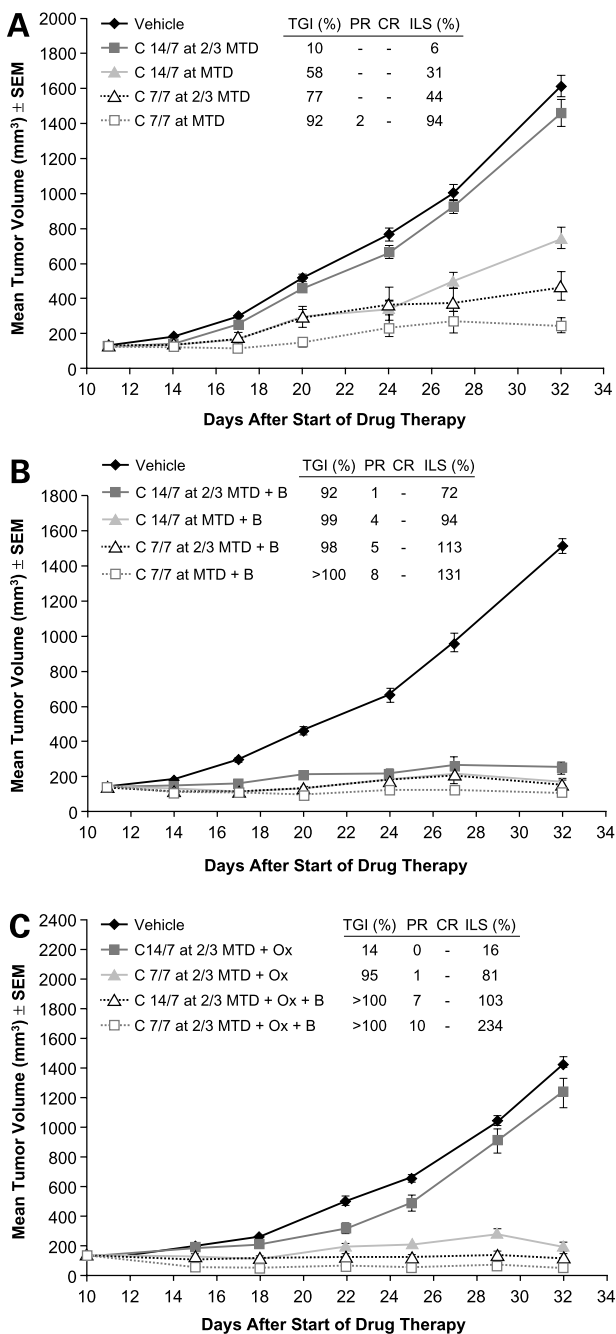 A
Vehicle TGI (%) PR CR ILS (%)
C 14/7 at 2/3 MTD 10 - - 6
C 14/7 at MTD 58 - - 31
C 7/7 at 2/3 MTD 77 - - 44
C 7/7 at MTD 92 2 - 94
Mean Tumor Volume (mm³) ± SEM
2000
1800
1600
1400
1200
1000
800
600
400
200
0
10 12 14 16 18 20 22 24 26 28 30 32 34
Days After Start of Drug Therapy
B
Vehicle TGI (%) PR CR ILS (%)
C 14/7 at 2/3 MTD + B 92 1 - 72
C 14/7 at MTD + B 99 4 - 94
C 7/7 at 2/3 MTD + B 98 5 - 113
C 7/7 at MTD + B >100 8 - 131
Mean Tumor Volume (mm³) ± SEM
1800
1600
1400
1200
1000
800
600
400
200
0
10 12 14 16 18 20 22 24 26 28 30 32 34
Days After Start of Drug Therapy
C
Vehicle TGI (%) PR CR ILS (%)
C14/7 at 2/3 MTD + Ox 14 0 - 16
C 7/7 at 2/3 MTD + Ox 95 1 - 81
C 14/7 at 2/3 MTD + Ox + B >100 7 - 103
C 7/7 at 2/3 MTD + Ox + B >100 10 - 234
Mean Tumor Volume (mm³) ± SEM
2400
2200
2000
1800
1600
1400
1200
1000
800
600
400
200
0
10 12 14 16 18 20 22 24 26 28 30 32 34
Days After Start of Drug Therapy